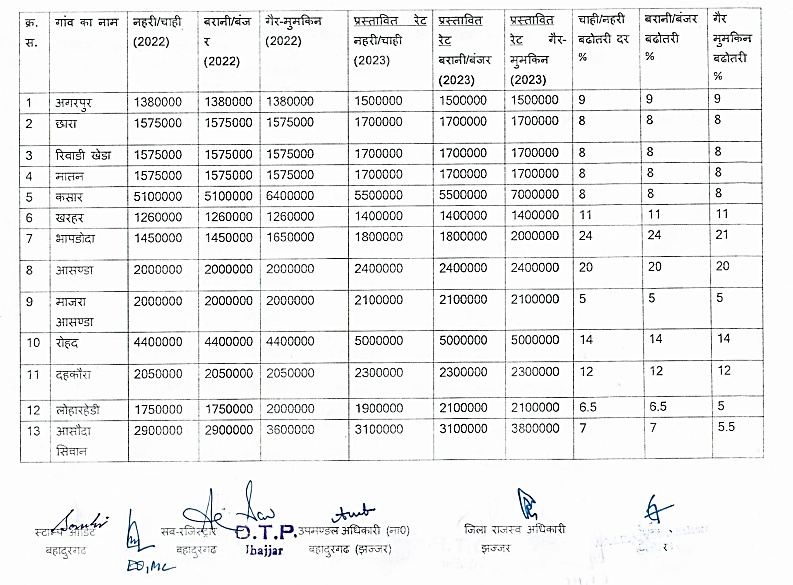 क्र. स. | गांव का नाम | नहरी/चाही (2022) | बरानी/बंजर (2022) | गैर-मुमकिन (2022) | प्रस्तावित रेट नहरी/चाही (2023) | प्रस्तावित रेट बरानी/बंजर (2023) | प्रस्तावित रेट गैर-मुमकिन (2023) | चाही/नहरी बढोतरी दर % | बरानी/बंजर बढोतरी % | गैर मुमकिन बढोतरी %
1 | अगरपुर | 1380000 | 1380000 | 1380000 | 1500000 | 1500000 | 1500000 | 9 | 9 | 9
2 | छारा | 1575000 | 1575000 | 1575000 | 1700000 | 1700000 | 1700000 | 8 | 8 | 8
3 | रिवाडी खेडा | 1575000 | 1575000 | 1575000 | 1700000 | 1700000 | 1700000 | 8 | 8 | 8
4 | मातन | 1575000 | 1575000 | 1575000 | 1700000 | 1700000 | 1700000 | 8 | 8 | 8
5 | कसार | 5100000 | 5100000 | 6400000 | 5500000 | 5500000 | 7000000 | 8 | 8 | 8
6 | खरहर | 1260000 | 1260000 | 1260000 | 1400000 | 1400000 | 1400000 | 11 | 11 | 11
7 | भापडोदा | 1450000 | 1450000 | 1650000 | 1800000 | 1800000 | 2000000 | 24 | 24 | 21
8 | आसण्डा | 2000000 | 2000000 | 2000000 | 2400000 | 2400000 | 2400000 | 20 | 20 | 20
9 | माजरा आसण्डा | 2000000 | 2000000 | 2000000 | 2100000 | 2100000 | 2100000 | 5 | 5 | 5
10 | रोहद | 4400000 | 4400000 | 4400000 | 5000000 | 5000000 | 5000000 | 14 | 14 | 14
11 | दहकौरा | 2050000 | 2050000 | 2050000 | 2300000 | 2300000 | 2300000 | 12 | 12 | 12
12 | लोहारहेडी | 1750000 | 1750000 | 2000000 | 1900000 | 2100000 | 2100000 | 6.5 | 6.5 | 5
13 | आसौदा सिवान | 2900000 | 2900000 | 3600000 | 3100000 | 3100000 | 3800000 | 7 | 7 | 5.5
स्टाम्प ऑडिट सब-रजिस्ट्रार D.T.P. उपमण्डल अधिकारी (ना0) जिला राजस्व अधिकारी
बहादुरगढ बहादुरगढ Jhajjar बहादुरगढ (झज्जर) झज्जर
EO, MC